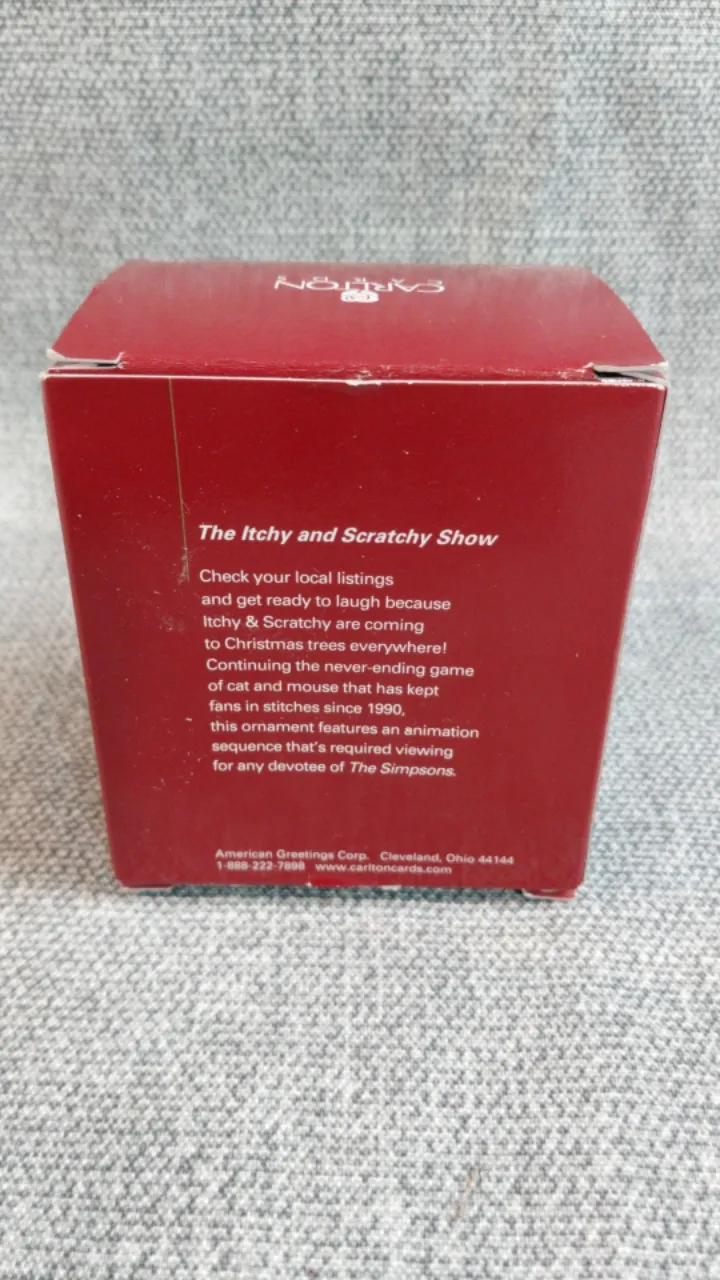 CARLTON
CARDS
The Itchy and Scratchy Show
Check your local listings
and get ready to laugh because
Itchy & Scratchy are coming
to Christmas trees everywhere!
Continuing the never-ending game
of cat and mouse that has kept
fans in stitches since 1990,
this ornament features an animation
sequence that's required viewing
for any devotee of The Simpsons.
American Greetings Corp. Cleveland, Ohio 44144
1-888-222-7898 www.carltoncards.com